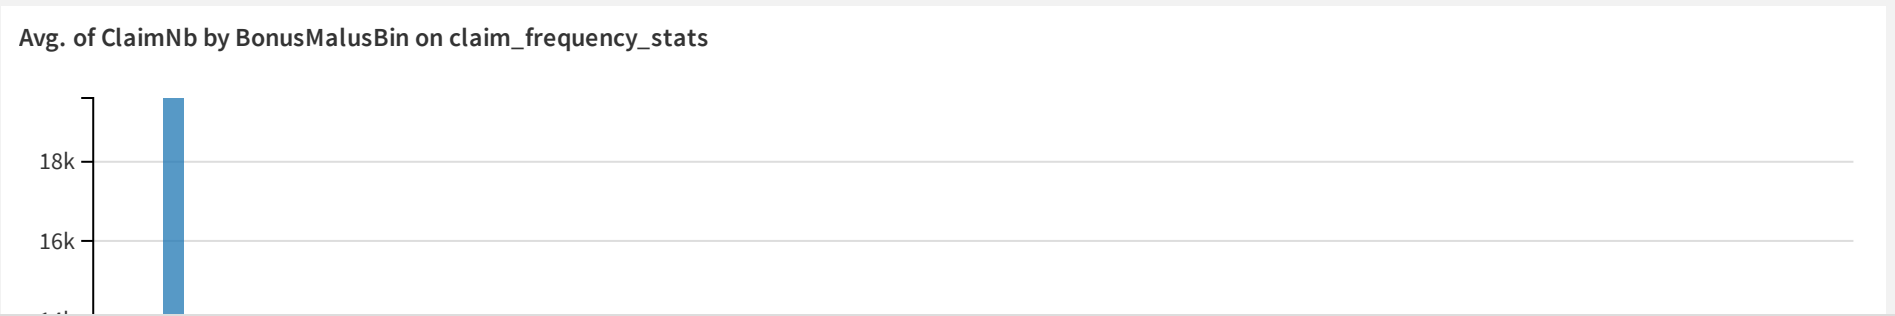 Avg. of ClaimNb by BonusMalusBin on claim_frequency_stats
18k
16k